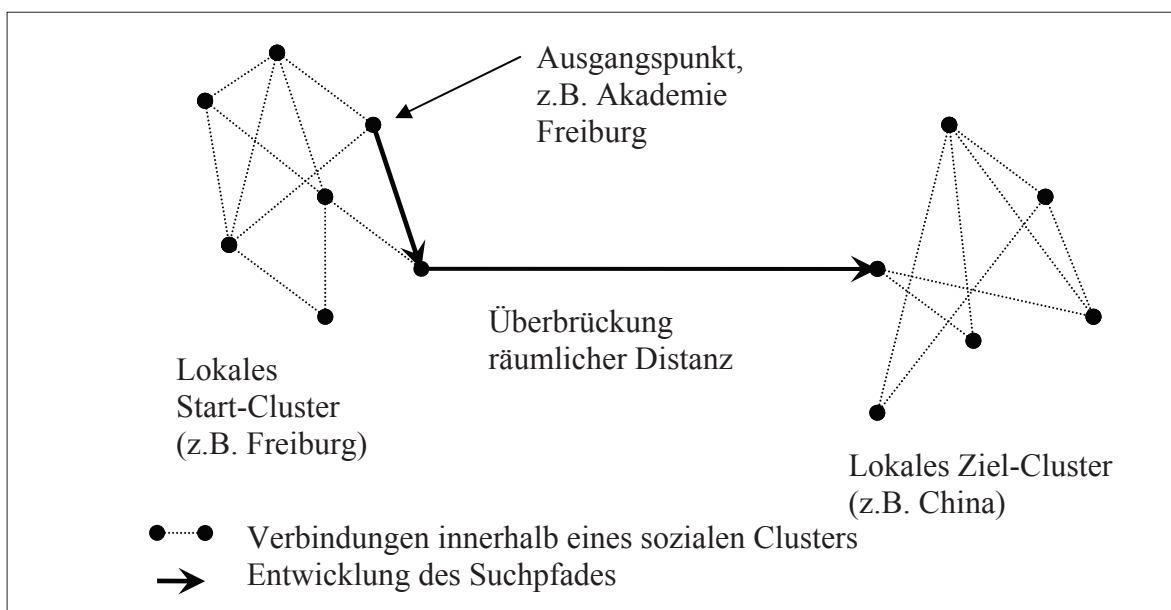 Ausgangspunkt,
z.B. Akademie
Freiburg
Überbrückung
räumlicher Distanz
Lokales
Start-Cluster
(z.B. Freiburg)
Lokales Ziel-Cluster
(z.B. China)
Verbindungen innerhalb eines sozialen Clusters
Entwicklung des Suchpfades